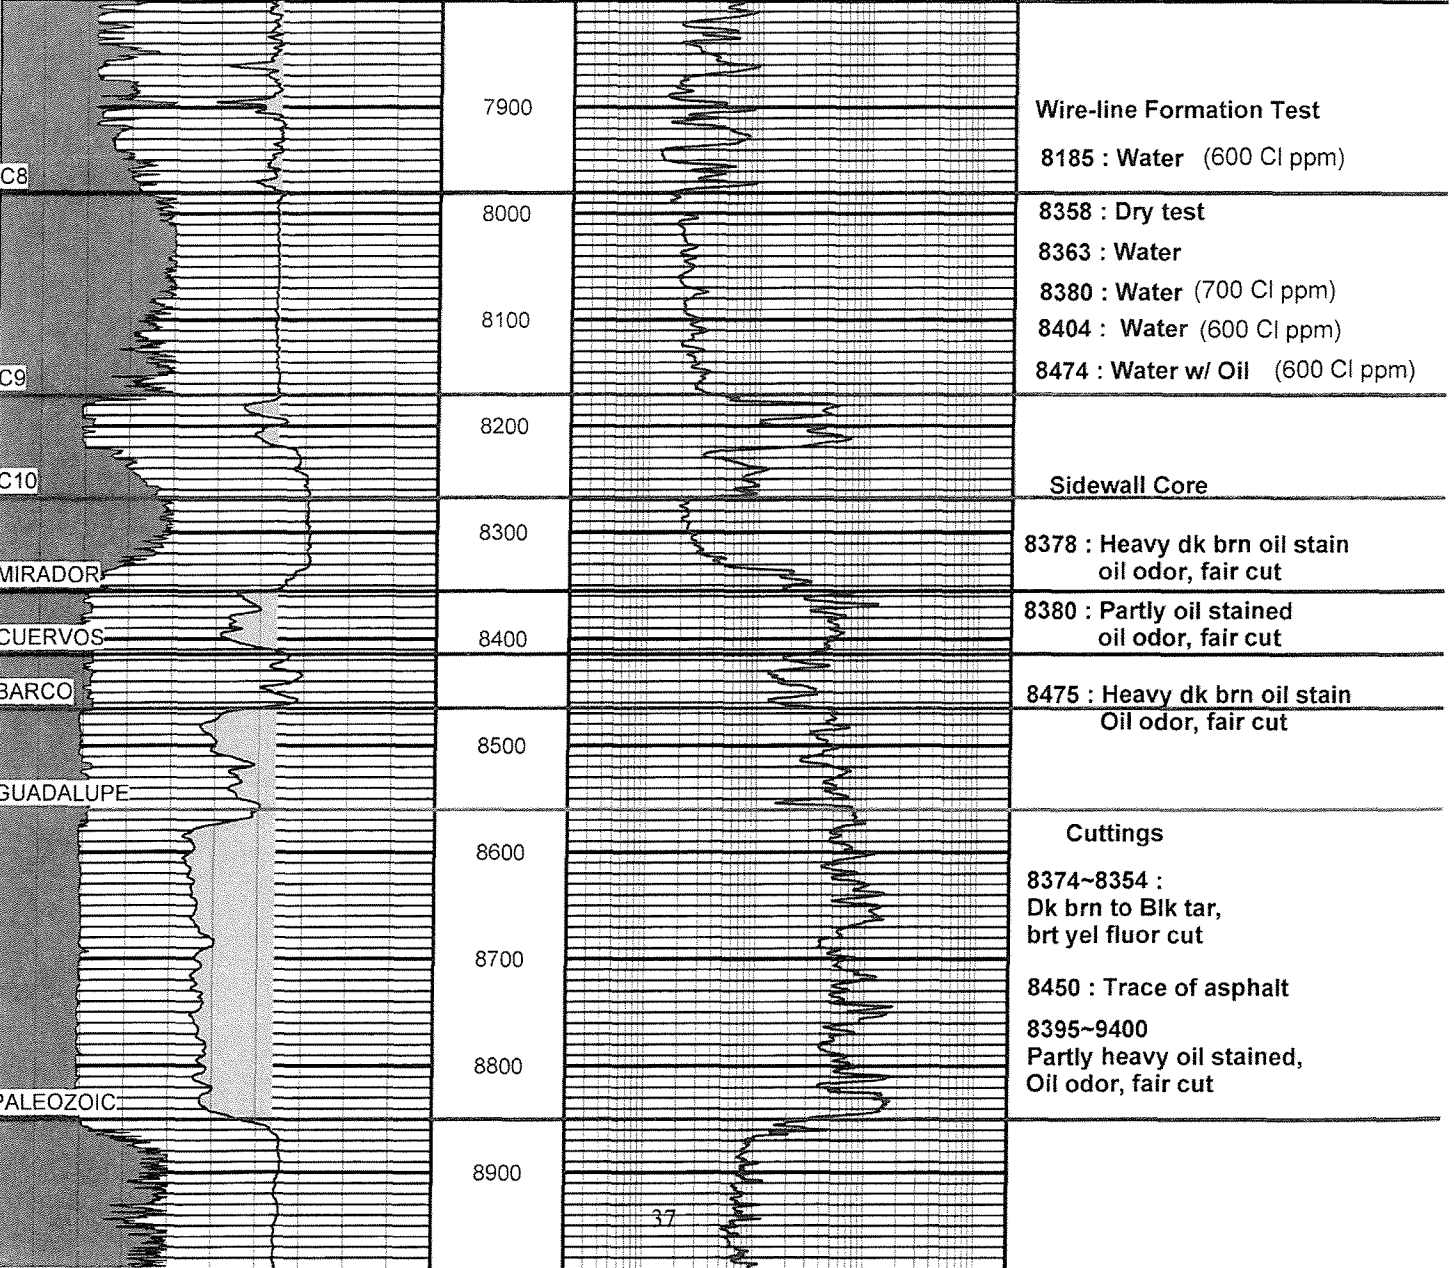 C8
C9
C10
MIRADOR
CUERVOS
BARCO
GUADALUPE
PALEOZOIC
7900
8000
8100
8200
8300
8400
8500
8600
8700
8800
8900
37
Wire-line Formation Test
8185 : Water (600 Cl ppm)
8358 : Dry test
8363 : Water
8380 : Water (700 Cl ppm)
8404 : Water (600 Cl ppm)
8474 : Water w/ Oil (600 Cl ppm)
Sidewall Core
8378 : Heavy dk brn oil stain
oil odor, fair cut
8380 : Partly oil stained
oil odor, fair cut
8475 : Heavy dk brn oil stain
Oil odor, fair cut
Cuttings
8374~8354 :
Dk brn to Blk tar,
brt yel fluor cut
8450 : Trace of asphalt
8395~9400
Partly heavy oil stained,
Oil odor, fair cut